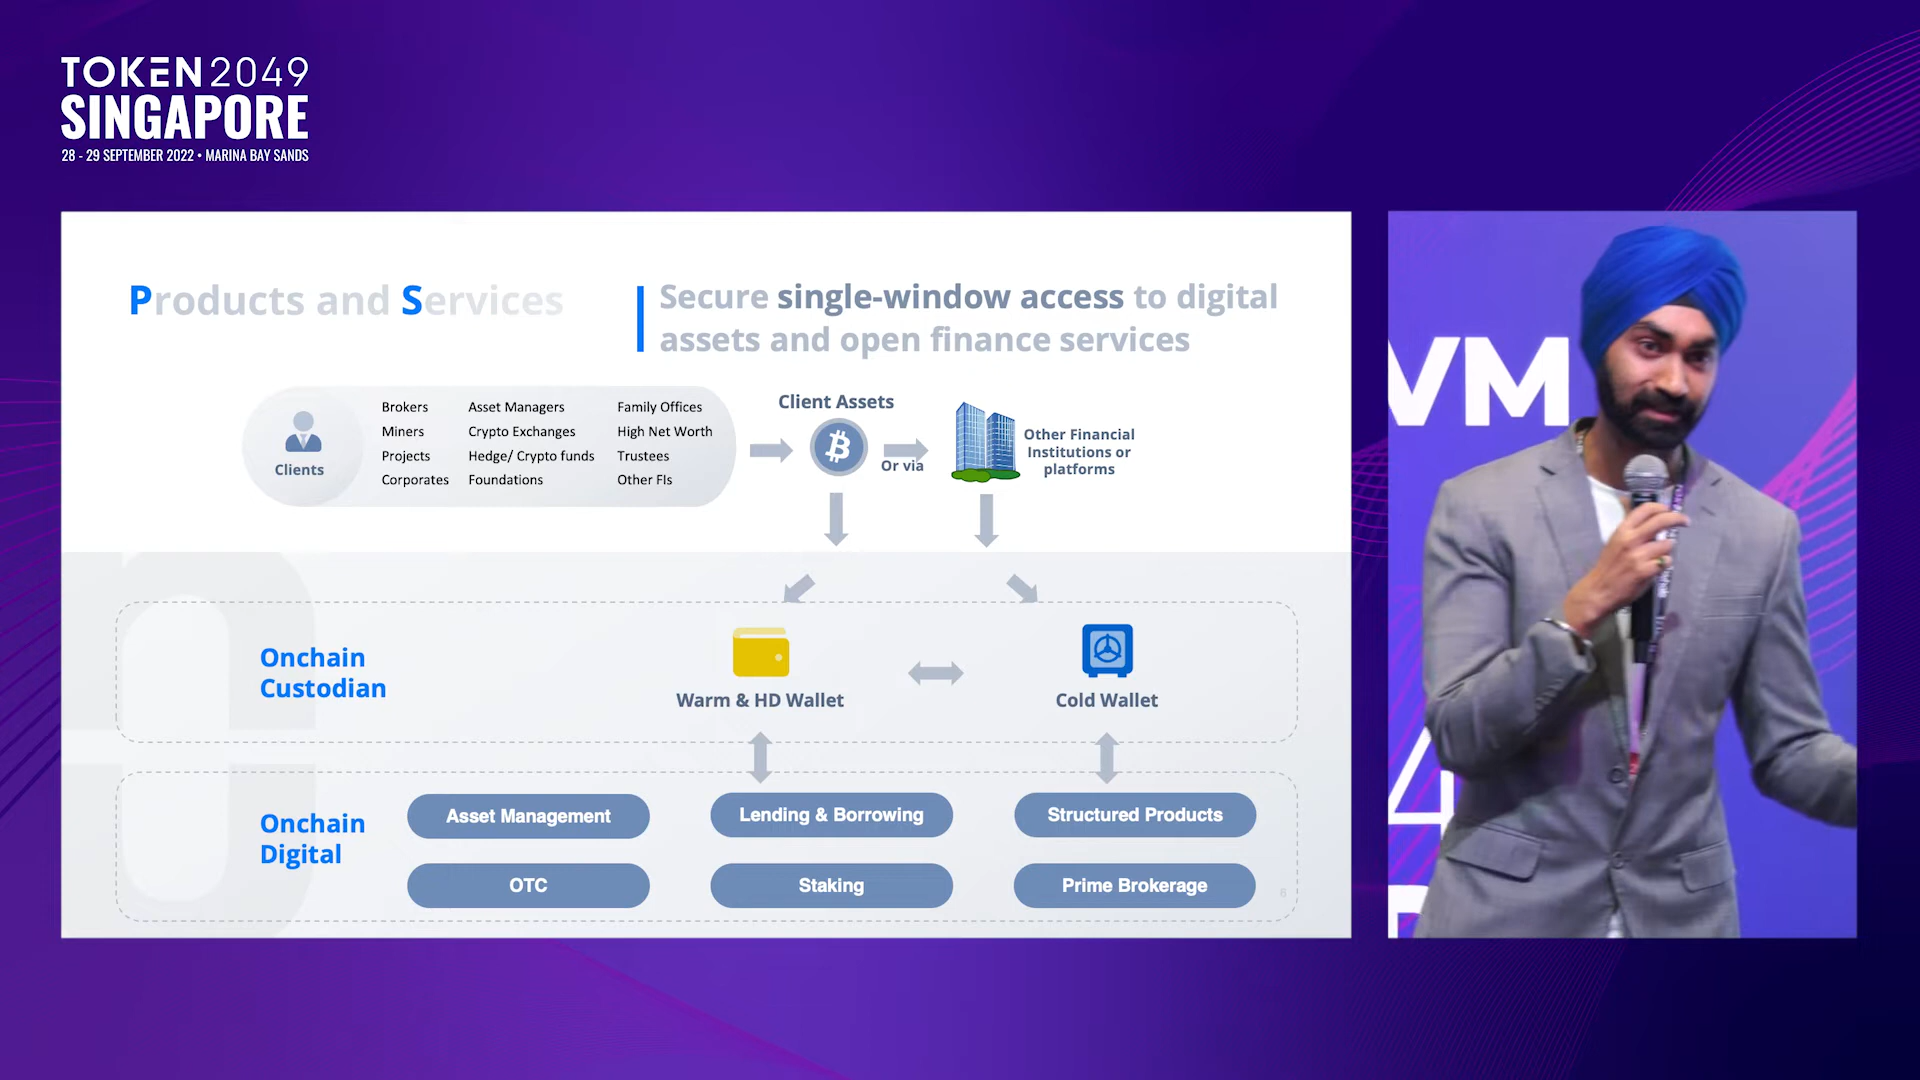 TOKEN2049
SINGAPORE
28 - 29 SEPTEMBER 2022 • MARINA BAY SANDS
Products and Services
Secure single-window access to digital
assets and open finance services
Clients
Brokers
Miners
Projects
Corporates
Asset Managers
Crypto Exchanges
Hedge/ Crypto funds
Foundations
Family Offices
High Net Worth
Trustees
Other FIs
Client Assets
Or via
Other Financial
Institutions or
platforms
Onchain
Custodian
Warm & HD Wallet
Cold Wallet
Onchain
Digital
Asset Management
Lending & Borrowing
Structured Products
OTC
Staking
Prime Brokerage
6
VM
4